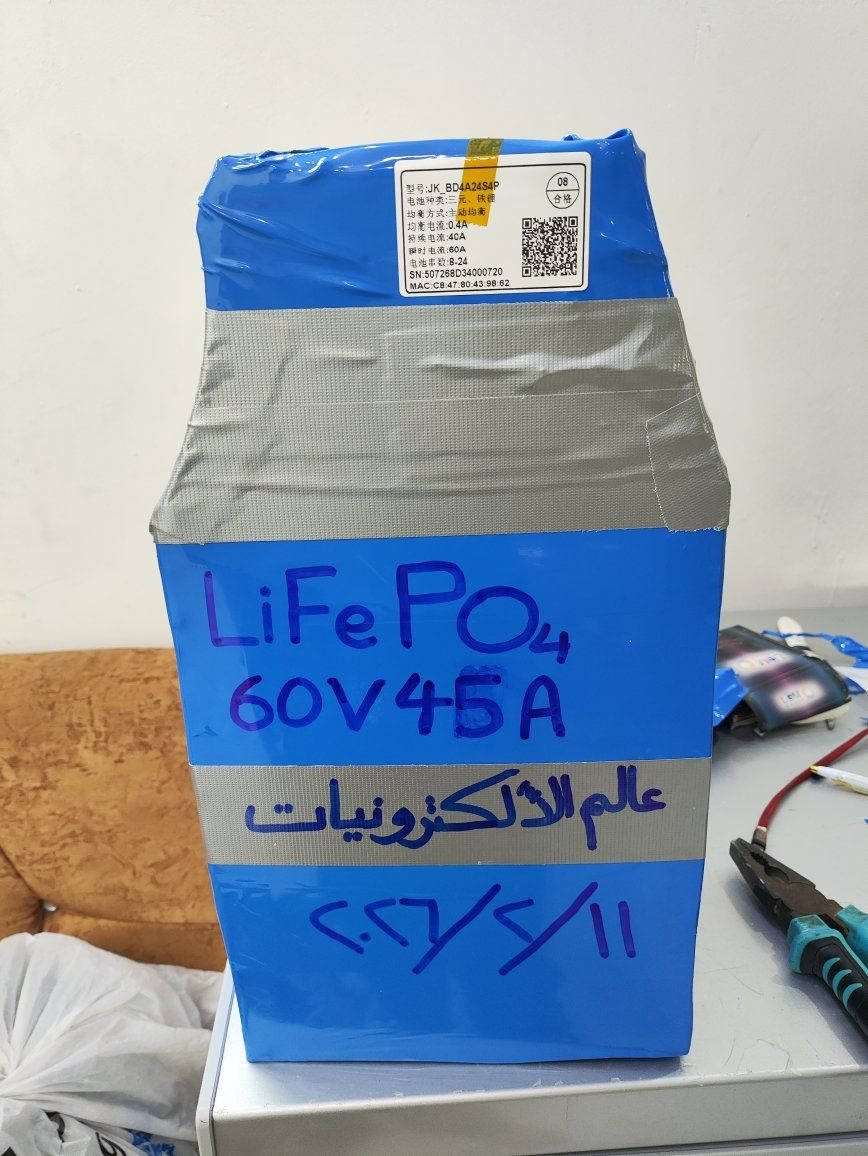 型号:JK_BD4A24S4P
电池种类:三元、铁锂
均衡方式:主动均衡
均衡电流:0.4A
持续电流:40A
瞬时电流:60A
电池串数:8-24
SN:507268D34000720
MAC:C8:47:80:43:98:62
08
合格
LiFePO4
60V45A
عالم الألكترونيات
٢٠٢٦/٢/١١